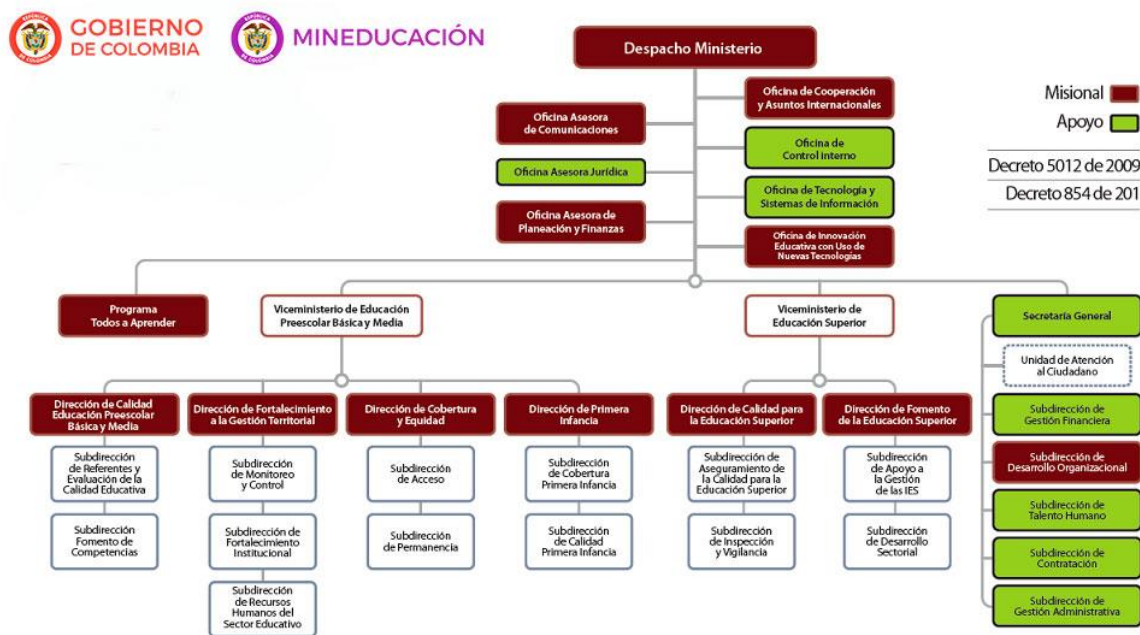 GOBIERNO
DE COLOMBIA
MINEDUCACIÓN
Despacho Ministerio
Misional
Apoyo
Decreto 5012 de 2009
Decreto 854 de 201
Oficina Asesora
de Comunicaciones
Oficina Asesora Jurídica
Oficina Asesora de
Planeación y Finanzas
Oficina de Cooperación
y Asuntos Internacionales
Oficina de
Control interno
Oficina de Tecnología y
Sistemas de Información
Oficina de Innovación
Educativa con Uso de
Nuevas Tecnologías
Programa
Todos a Aprender
Viceministerio de Educación
Preescolar Básica y Media
Viceministerio de
Educación Superior
Secretaría General
Unidad de Atención
al Ciudadano
Subdirección de
Gestión Financiera
Subdirección de
Desarrollo Organizacional
Subdirección de
Talento Humano
Subdirección de
Contratación
Subdirección de
Gestión Administrativa
Dirección de Calidad
Educación Preescolar
Básica y Media
Subdirección
de Referentes y
Evaluación de la
Calidad Educativa
Subdirección
Fomento de
Competencias
Dirección de Fortalecimiento
a la Gestión Territorial
Subdirección
de Monitoreo
y Control
Subdirección de
Fortalecimiento
Institucional
Subdirección
de Recursos
Humanos del
Sector Educativo
Dirección de Cobertura
y Equidad
Subdirección
de Acceso
Subdirección
de Permanencia
Dirección de Primera
Infancia
Subdirección
de Cobertura
Primera Infancia
Subdirección
de Calidad
Primera Infancia
Dirección de Calidad para
la Educación Superior
Subdirección de
Aseguramiento de
la Calidad para la
Educación Superior
Subdirección
de Inspección
y Vigilancia
Dirección de Fomento
de la Educación Superior
Subdirección
de Apoyo a
la Gestión
de las IES
Subdirección
de Desarrollo
Sectorial